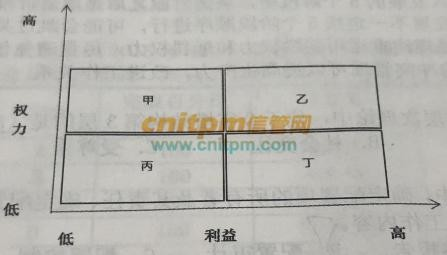 高
甲 乙
权力
cnitpm信管网
www.cnitpm.com
丙 丁
低
低 利益 高